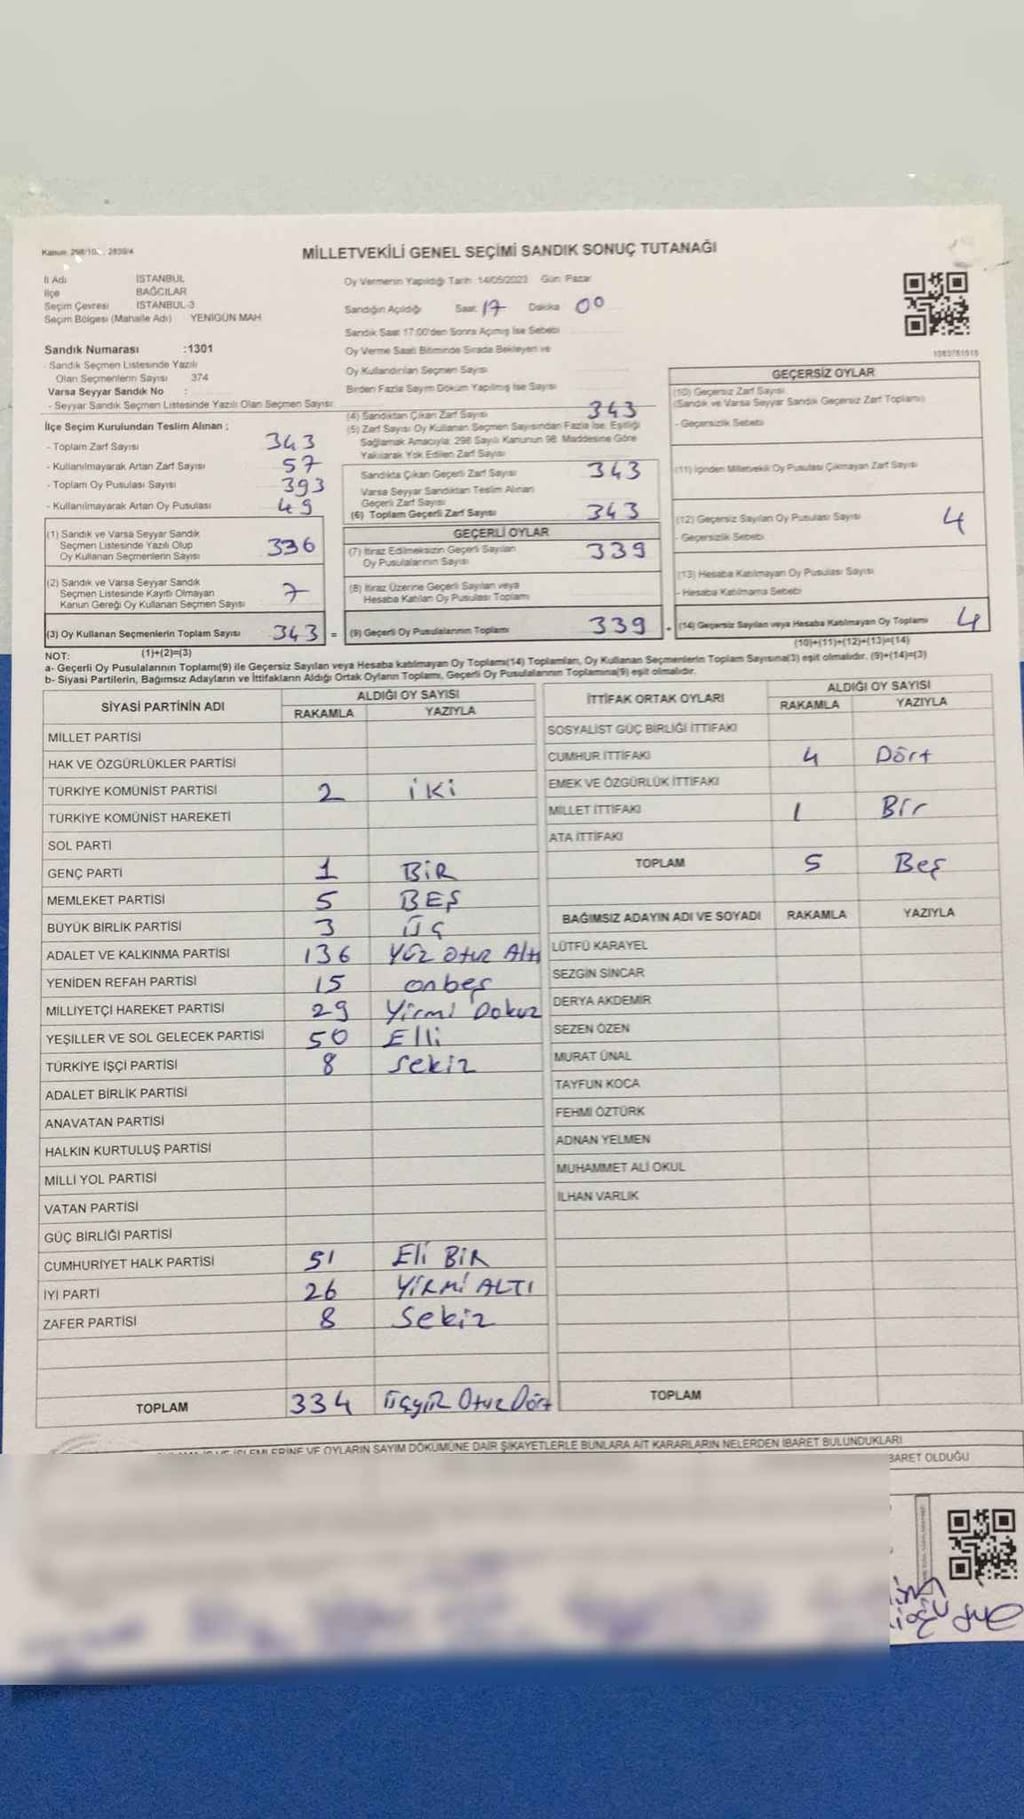 Kanun: 298/10 2839/4
MİLLETVEKİLİ GENEL SEÇİMİ SANDIK SONUÇ TUTANAĞI
İl Adı İSTANBUL
İlçe BAĞCILAR
Seçim Çevresi İSTANBUL-3
Seçim Bölgesi (Mahalle Adı) YENİGÜN MAH
Oy Vermenin Yapıldığı Tarih :14/05/2023 Gün: Pazar
Sandığın Açıldığı Saat 17 Dakika 00
Sandık Saat 17:00'den Sonra Açılmış İse Sebebi
Oy Verme Saati Bitiminde Sırada Bekleyen ve
Oy Kullandırılan Seçmen Sayısı
Birden Fazla Sayım Döküm Yapılmış İse Sayısı
Sandık Numarası :1301
- Sandık Seçmen Listesinde Yazılı
Olan Seçmenlerin Sayısı 374
Varsa Seyyar Sandık No :
- Seyyar Sandık Seçmen Listesinde Yazılı Olan Seçmen Sayısı:
İlçe Seçim Kurulundan Teslim Alınan ;
- Toplam Zarf Sayısı 343
- Kullanılmayarak Artan Zarf Sayısı 57
- Toplam Oy Pusulası Sayısı 393
- Kullanılmayarak Artan Oy Pusulası 49
(1) Sandık ve Varsa Seyyar Sandık
Seçmen Listesinde Yazılı Olup
Oy Kullanan Seçmenlerin Sayısı 336
(2) Sandık ve Varsa Seyyar Sandık
Seçmen Listesinde Kayıtlı Olmayan
Kanun Gereği Oy Kullanan Seçmen Sayısı 7
(3) Oy Kullanan Seçmenlerin Toplam Sayısı 343 =
(1)+(2)=(3)
(4) Sandıktan Çıkan Zarf Sayısı 343
(5) Zarf Sayısı Oy Kullanan Seçmen Sayısından Fazla İse, Eşitliği
Sağlamak Amacıyla; 298 Sayılı Kanunun 98. Maddesine Göre
Yakılarak Yok Edilen Zarf Sayısı
Sandıkta Çıkan Geçerli Zarf Sayısı 343
Varsa Seyyar Sandıktan Teslim Alınan
Geçerli Zarf Sayısı
(6) Toplam Geçerli Zarf Sayısı 343
GEÇERLİ OYLAR
(7) İtiraz Edilmeksizin Geçerli Sayılan
Oy Pusulalarının Sayısı 339
(8) İtiraz Üzerine Geçerli Sayılan veya
Hesaba Katılan Oy Pusulası Toplamı
(9) Geçerli Oy Pusulalarının Toplamı 339 +
GEÇERSİZ OYLAR
(10) Geçersiz Zarf Sayısı
(Sandık ve Varsa Seyyar Sandık Geçersiz Zarf Toplamı)
- Geçersizlik Sebebi
(11) İçinden Milletvekili Oy Pusulası Çıkmayan Zarf Sayısı
(12) Geçersiz Sayılan Oy Pusulası Sayısı 4
- Geçersizlik Sebebi
(13) Hesaba Katılmayan Oy Pusulası Sayısı
- Hesaba Katılmama Sebebi
(14) Geçersiz Sayılan veya Hesaba Katılmayan Oy Toplamı 4
(10)+(11)+(12)+(13)=(14)
NOT:
a- Geçerli Oy Pusulalarının Toplamı(9) ile Geçersiz Sayılan veya Hesaba katılmayan Oy Toplamı(14) Toplamları, Oy Kullanan Seçmenlerin Toplam Sayısına(3) eşit olmalıdır. (9)+(14)=(3)
b- Siyasi Partilerin, Bağımsız Adayların ve İttifakların Aldığı Ortak Oyların Toplamı, Geçerli Oy Pusulalarının Toplamına(9) eşit olmalıdır.
SİYASİ PARTİNİN ADI ALDIĞI OY SAYISI
RAKAMLA YAZIYLA
MİLLET PARTİSİ
HAK VE ÖZGÜRLÜKLER PARTİSİ
TÜRKİYE KOMÜNİST PARTİSİ 2 iKi
TÜRKİYE KOMÜNİST HAREKETİ
SOL PARTİ
GENÇ PARTİ 1 BiR
MEMLEKET PARTİSİ 5 BEŞ
BÜYÜK BİRLİK PARTİSİ 3 üç
ADALET VE KALKINMA PARTİSİ 136 Yüz Otuz Altı
YENİDEN REFAH PARTİSİ 15 onbeş
MİLLİYETÇİ HAREKET PARTİSİ 29 Yirmi Dokuz
YEŞİLLER VE SOL GELECEK PARTİSİ 50 Elli
TÜRKİYE İŞÇİ PARTİSİ 8 Sekiz
ADALET BİRLİK PARTİSİ
ANAVATAN PARTİSİ
HALKIN KURTULUŞ PARTİSİ
MİLLİ YOL PARTİSİ
VATAN PARTİSİ
GÜÇ BİRLİĞİ PARTİSİ
CUMHURİYET HALK PARTİSİ 51 Eli BiR
İYİ PARTİ 26 YİRMİ ALTI
ZAFER PARTİSİ 8 Sekiz
TOPLAM 334 Üçyüz Otuz Dört
İTTİFAK ORTAK OYLARI ALDIĞI OY SAYISI
RAKAMLA YAZIYLA
SOSYALİST GÜÇ BİRLİĞİ İTTİFAKI
CUMHUR İTTİFAKI 4 Dört
EMEK VE ÖZGÜRLÜK İTTİFAKI
MİLLET İTTİFAKI 1 Bir
ATA İTTİFAKI
TOPLAM 5 Beş
BAĞIMSIZ ADAYIN ADI VE SOYADI RAKAMLA YAZIYLA
LÜTFÜ KARAYEL
SEZGİN SİNCAR
DERYA AKDEMİR
SEZEN ÖZEN
MURAT ÜNAL
TAYFUN KOCA
FEHMİ ÖZTÜRK
ADNAN YELMEN
MUHAMMET ALİ OKUL
İLHAN VARLIK
TOPLAM
İŞLEMLERİNE VE OYLARIN SAYIM DÖKÜMÜNE DAİR ŞİKAYETLERLE BUNLARA AİT KARARLARIN NELERDEN İBARET BULUNDUKLARI
OLDUĞU